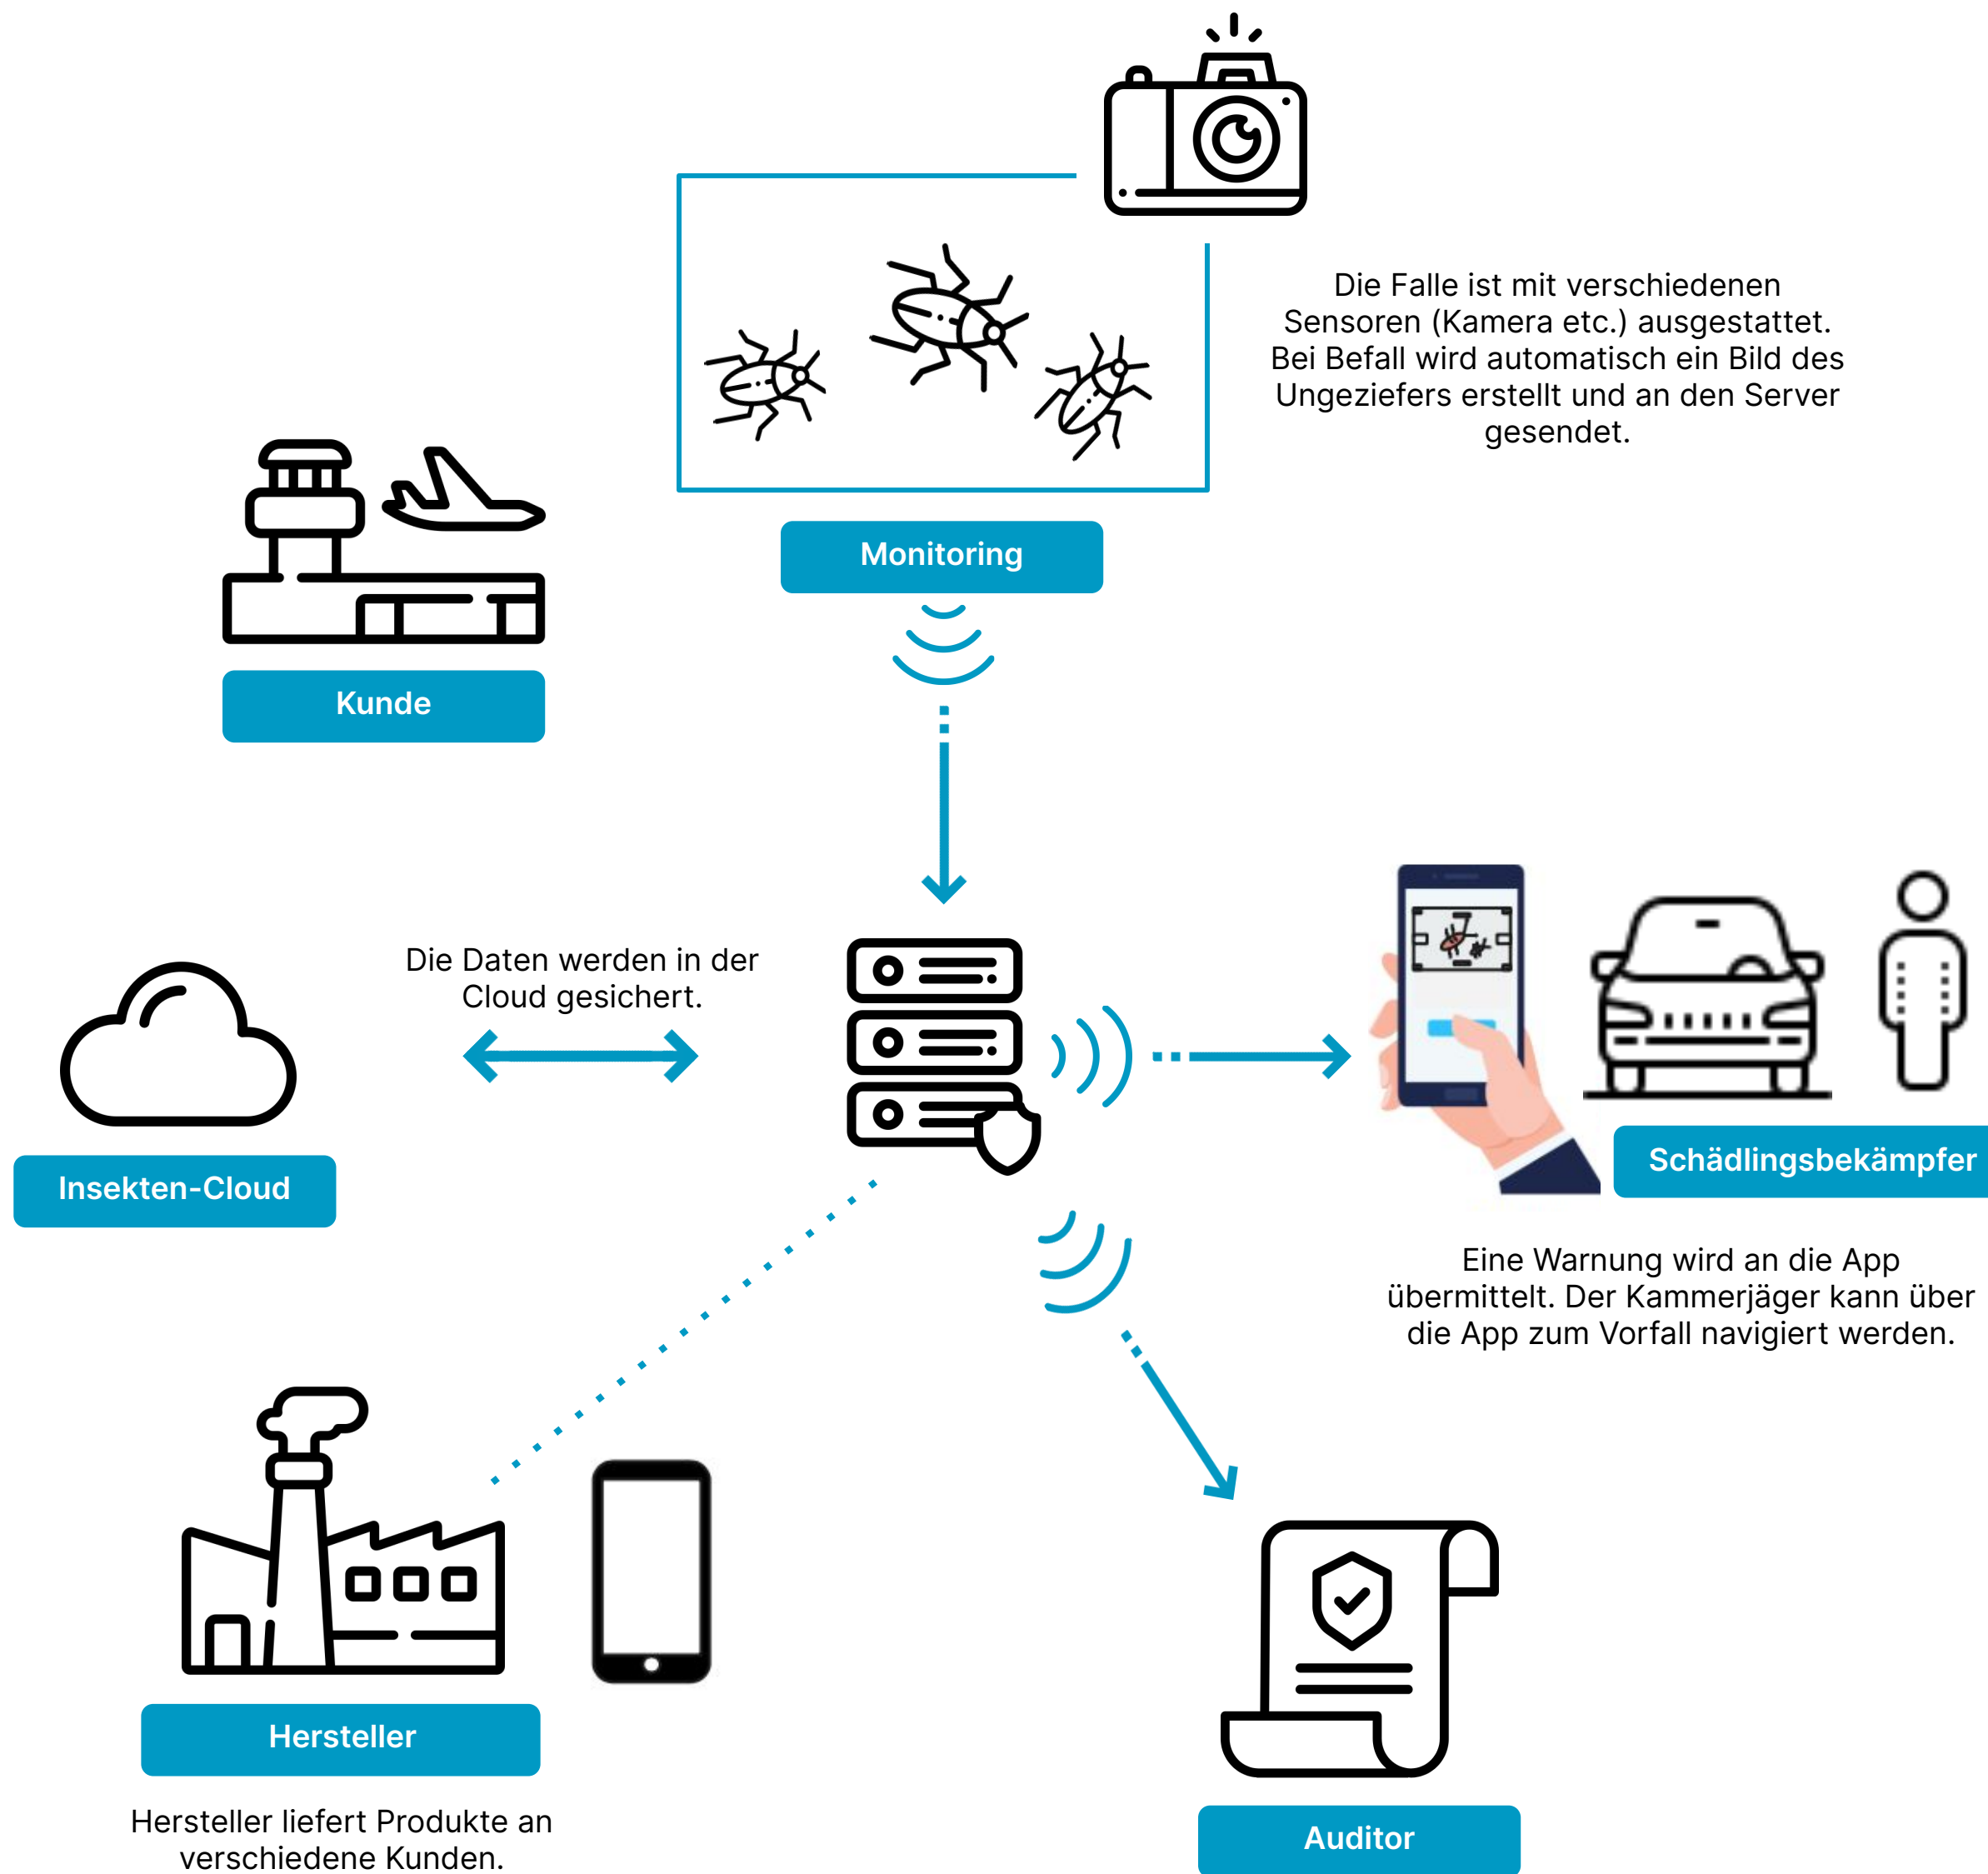 Die Falle ist mit verschiedenen
Sensoren (Kamera etc.) ausgestattet.
Bei Befall wird automatisch ein Bild des
Ungeziefers erstellt und an den Server
gesendet.
Monitoring
Kunde
Die Daten werden in der
Cloud gesichert.
Insekten-Cloud
Schädlingsbekämpfer
Eine Warnung wird an die App
übermittelt. Der Kammerjäger kann über
die App zum Vorfall navigiert werden.
Hersteller
Hersteller liefert Produkte an
verschiedene Kunden.
Auditor